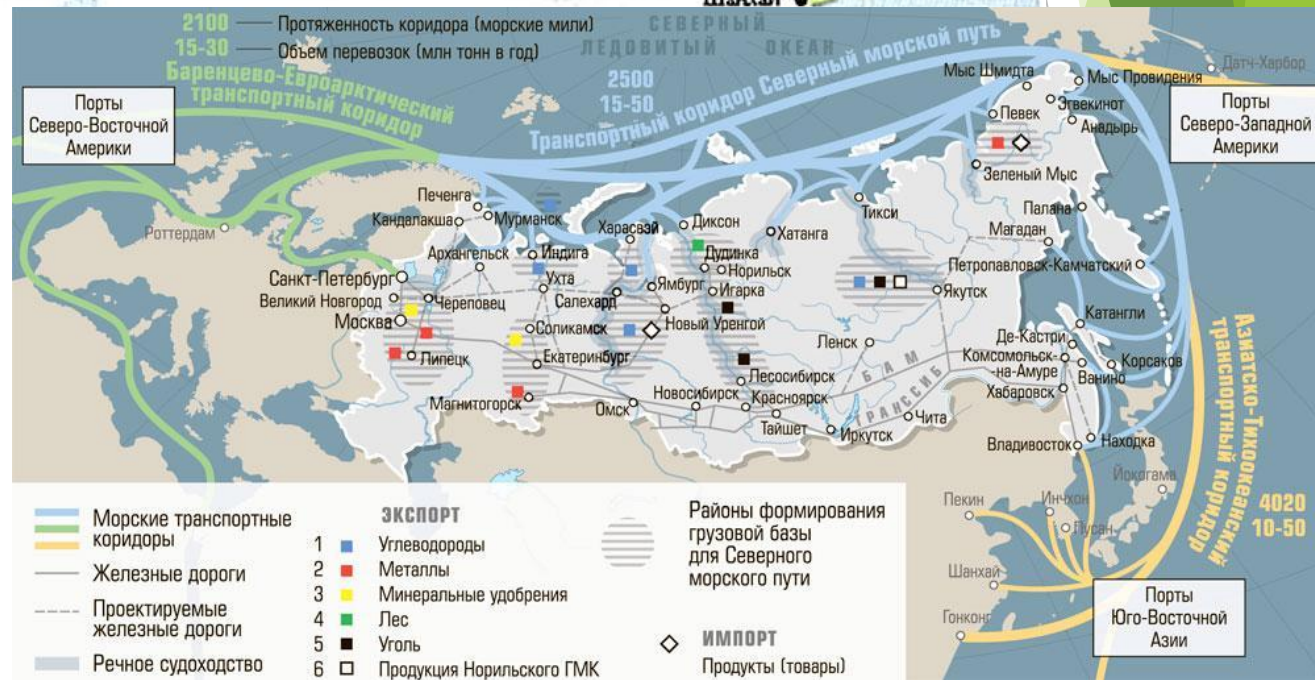 2100 — Протяженность коридора (морские мили)
15-30 — Объем перевозок (млн тонн в год)
СЕВЕРНЫЙ
ЛЕДОВИТЫЙ ОКЕАН
Баренцево-Евроарктический
транспортный коридор
2500
15-50
Транспортный коридор Северный морской путь
Порты
Северо-Восточной
Америки
Датч-Харбор
Порты
Северо-Западной
Америки
Мыс Шмидта
Мыс Провидения
Эгвекинот
Певек
Анадырь
Зеленый Мыс
Печенга
Кандалакша
Мурманск
Роттердам
Харасвэй
Диксон
Хатанга
Тикси
Палана
Магадан
Архангельск
Индига
Дудинка
Норильск
Петропавловск-Камчатский
Санкт-Петербург
Ухта
Ямбург
Игарка
Якутск
Великий Новгород
Череповец
Салехард
Москва
Соликамск
Новый Уренгой
Катангли
Де-Кастри
Ленск
Липецк
Екатеринбург
Комсомольск-
-на-Амуре
Корсаков
Ванино
Лесосибирск
БАМ
Хабаровск
Магнитогорск
Омск
Новосибирск
Красноярск
ТРАНССИБ
Тайшет
Иркутск
Чита
Владивосток
Находка
Азиатско-Тихоокеанский
транспортный коридор
4020
10-50
Йокогама
Пекин
Инчхон
Пусан
Шанхай
Гонконг
Порты
Юго-Восточной
Азии
Морские транспортные
коридоры
Железные дороги
Проектируемые
железные дороги
Речное судоходство
ЭКСПОРТ
1 Углеводороды
2 Металлы
3 Минеральные удобрения
4 Лес
5 Уголь
6 Продукция Норильского ГМК
Районы формирования
грузовой базы
для Северного
морского пути
ИМПОРТ
Продукты (товары)